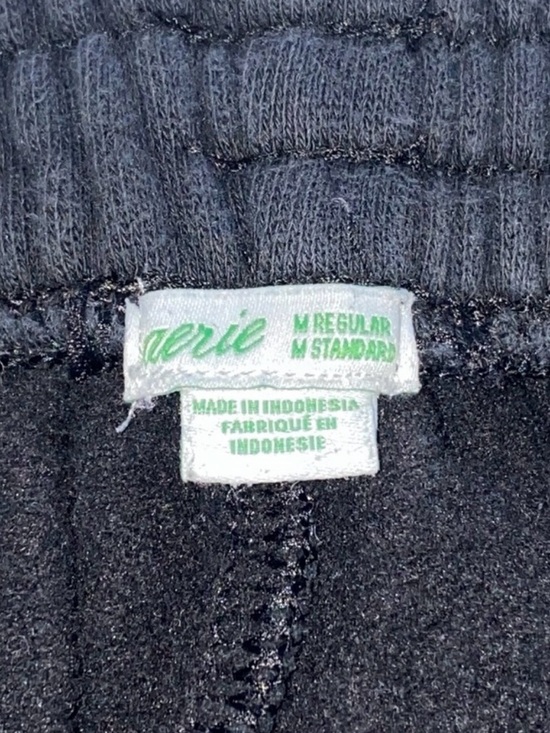 aerie
M REGULAR
M STANDARD
MADE IN INDONESIA
FABRIQUÉ EN
INDONESIE